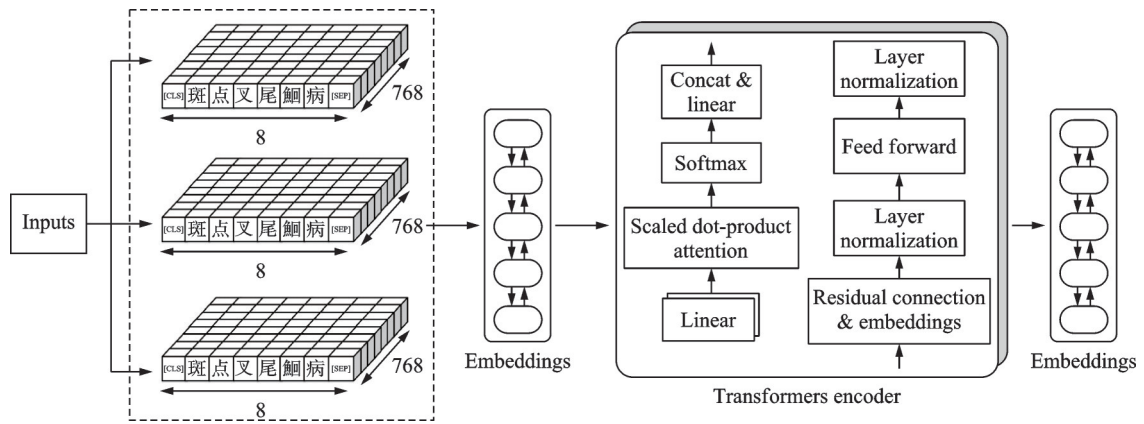 Inputs
[CLS] 斑 点 叉 尾 鮰 病 [SEP]
768
8
[CLS] 斑 点 叉 尾 鮰 病 [SEP]
768
8
[CLS] 斑 点 叉 尾 鮰 病 [SEP]
768
8
Embeddings
Concat &
linear
Softmax
Scaled dot-product
attention
Linear
Layer
normalization
Feed forward
Layer
normalization
Residual connection
& embeddings
Transformers encoder
Embeddings